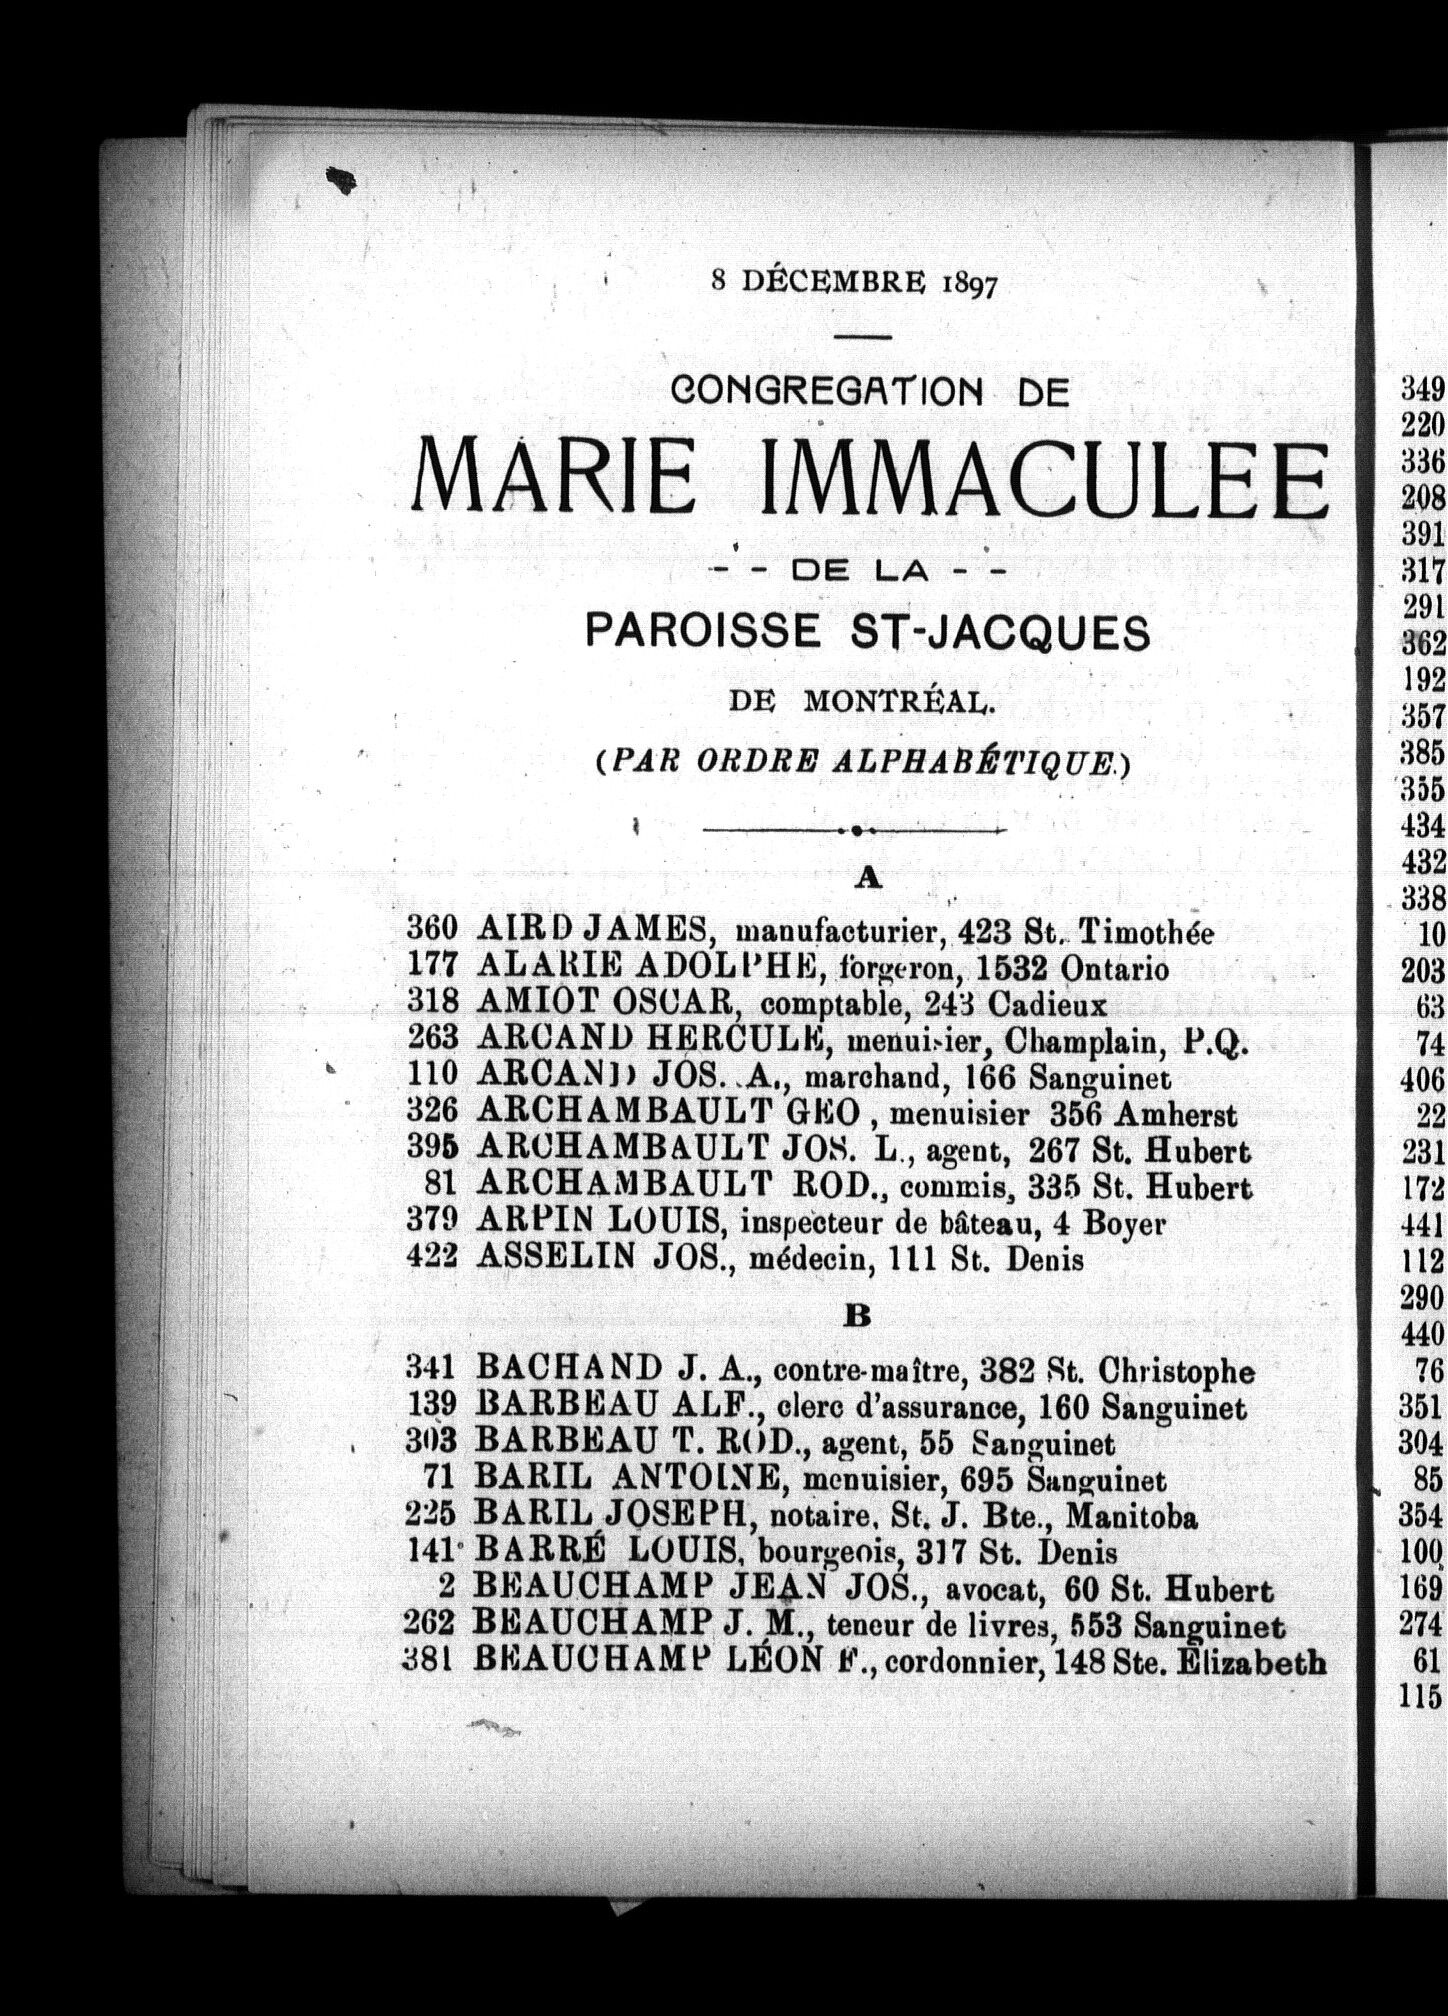 8 DÉCEMBRE 1897
CONGREGATION DE
MARIE IMMACULEE
- - DE LA - -
PAROISSE ST-JACQUES
DE MONTRÉAL.
(PAR ORDRE ALPHABÉTIQUE.)
A
360 AIRD JAMES, manufacturier, 423 St. Timothée
177 ALARIE ADOLPHE, forgeron, 1532 Ontario
318 AMIOT OSCAR, comptable, 243 Cadieux
263 ARCAND HERCULE, menuisier, Champlain, P.Q.
110 ARCAND JOS. A., marchand, 166 Sanguinet
326 ARCHAMBAULT GEO , menuisier 356 Amherst
395 ARCHAMBAULT JOS. L., agent, 267 St. Hubert
81 ARCHAMBAULT ROD., commis, 335 St. Hubert
379 ARPIN LOUIS, inspecteur de bâteau, 4 Boyer
422 ASSELIN JOS., médecin, 111 St. Denis
B
341 BACHAND J. A., contre-maître, 382 St. Christophe
139 BARBEAU ALF., clerc d'assurance, 160 Sanguinet
303 BARBEAU T. ROD., agent, 55 Sanguinet
71 BARIL ANTOINE, menuisier, 695 Sanguinet
225 BARIL JOSEPH, notaire, St. J. Bte., Manitoba
141 BARRÉ LOUIS, bourgeois, 317 St. Denis
2 BEAUCHAMP JEAN JOS., avocat, 60 St. Hubert
262 BEAUCHAMP J. M., teneur de livres, 553 Sanguinet
381 BEAUCHAMP LÉON F., cordonnier, 148 Ste. Elizabeth
349
220
336
208
391
317
291
362
192
357
385
355
434
432
338
10
203
63
74
406
22
231
172
441
112
290
440
76
351
304
85
354
100
169
274
61
115